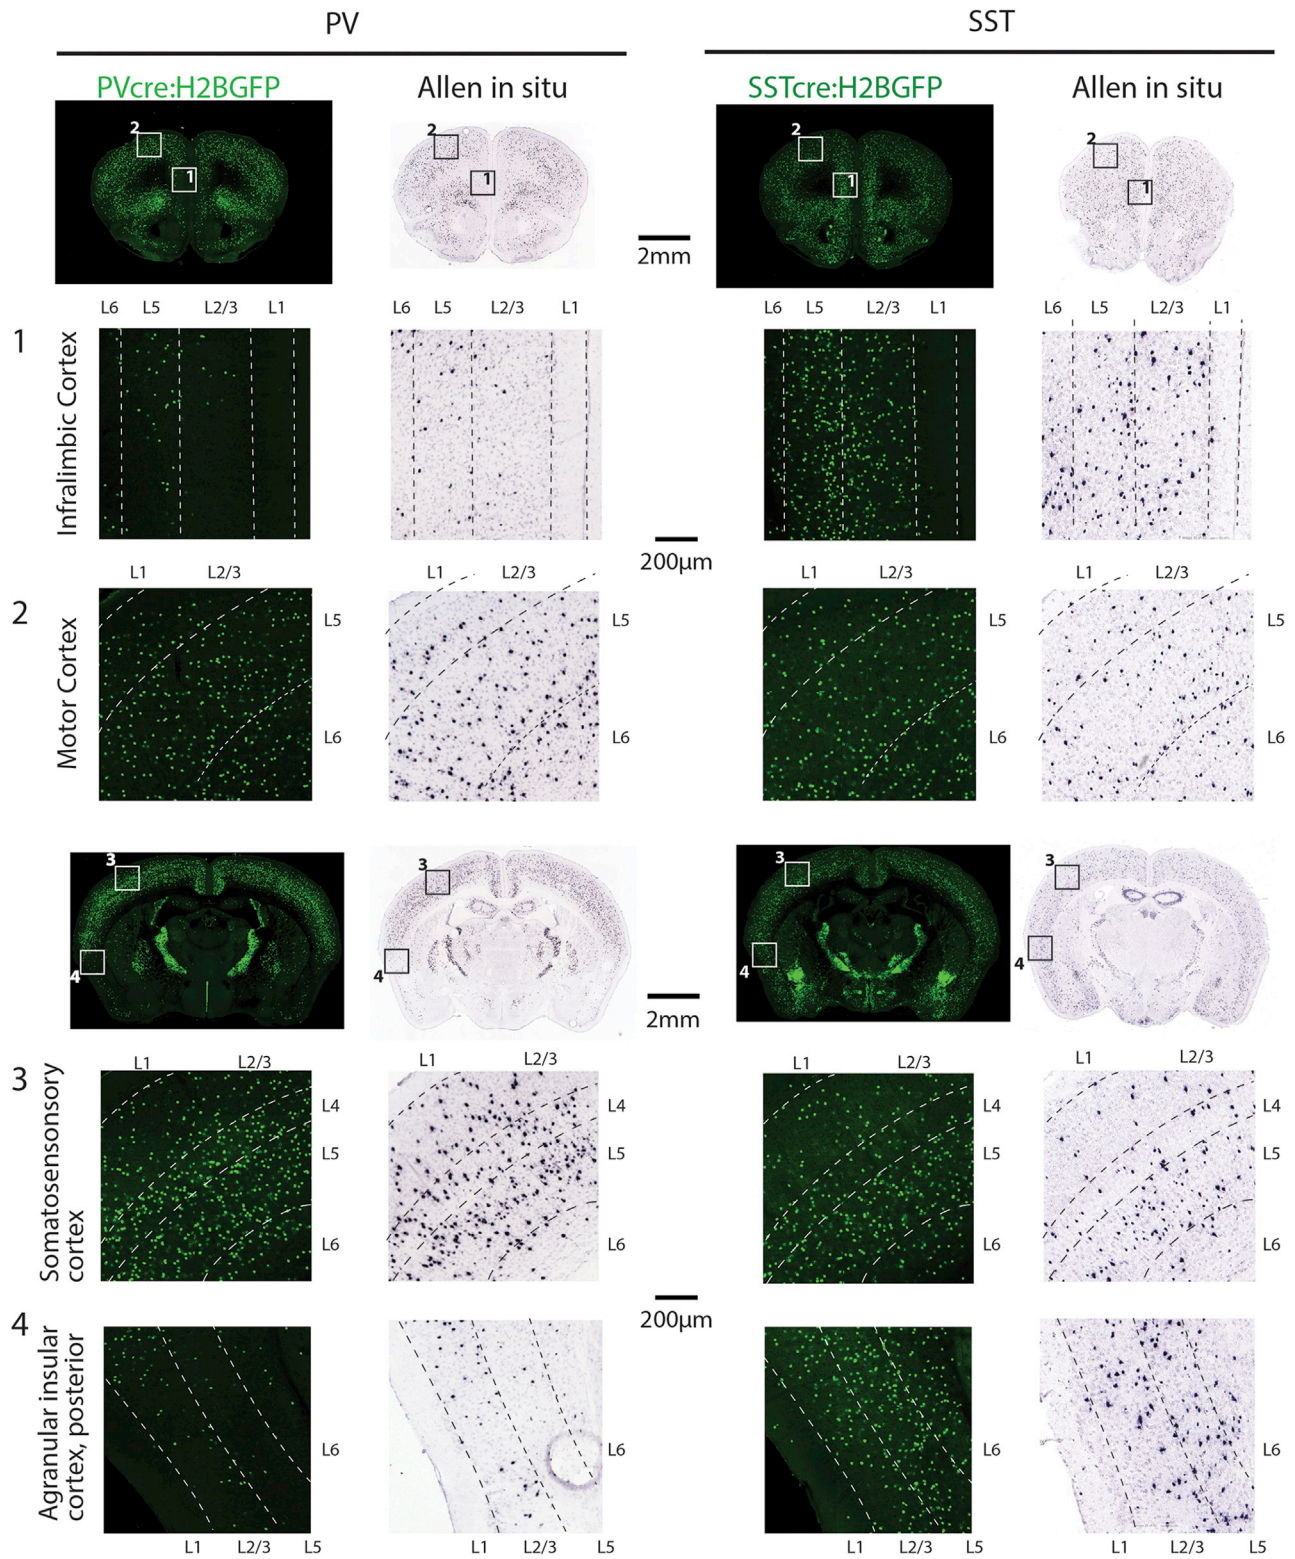 PV SST
PVcre:H2BGFP Allen in situ SSTcre:H2BGFP Allen in situ
2 2 2 2
1 1 1 1
2mm
L6 L5 L2/3 L1 L6 L5 L2/3 L1 L6 L5 L2/3 L1 L6 L5 L2/3 L1
1
Infralimbic Cortex
200µm
L1 L2/3 L1 L2/3 L1 L2/3 L1 L2/3
2
Motor Cortex
L5 L5 L5 L5
L6 L6 L6 L6
3 3 3 3
4 4 4 4
2mm
L1 L2/3 L1 L2/3 L1 L2/3 L1 L2/3
3
Somatosensonsory
cortex
L4 L4 L4 L4
L5 L5 L5 L5
L6 L6 L6 L6
200µm
4
Agranular insular
cortex, posterior
L6 L6 L6 L6
L1 L2/3 L5 L1 L2/3 L5 L1 L2/3 L5 L1 L2/3 L5